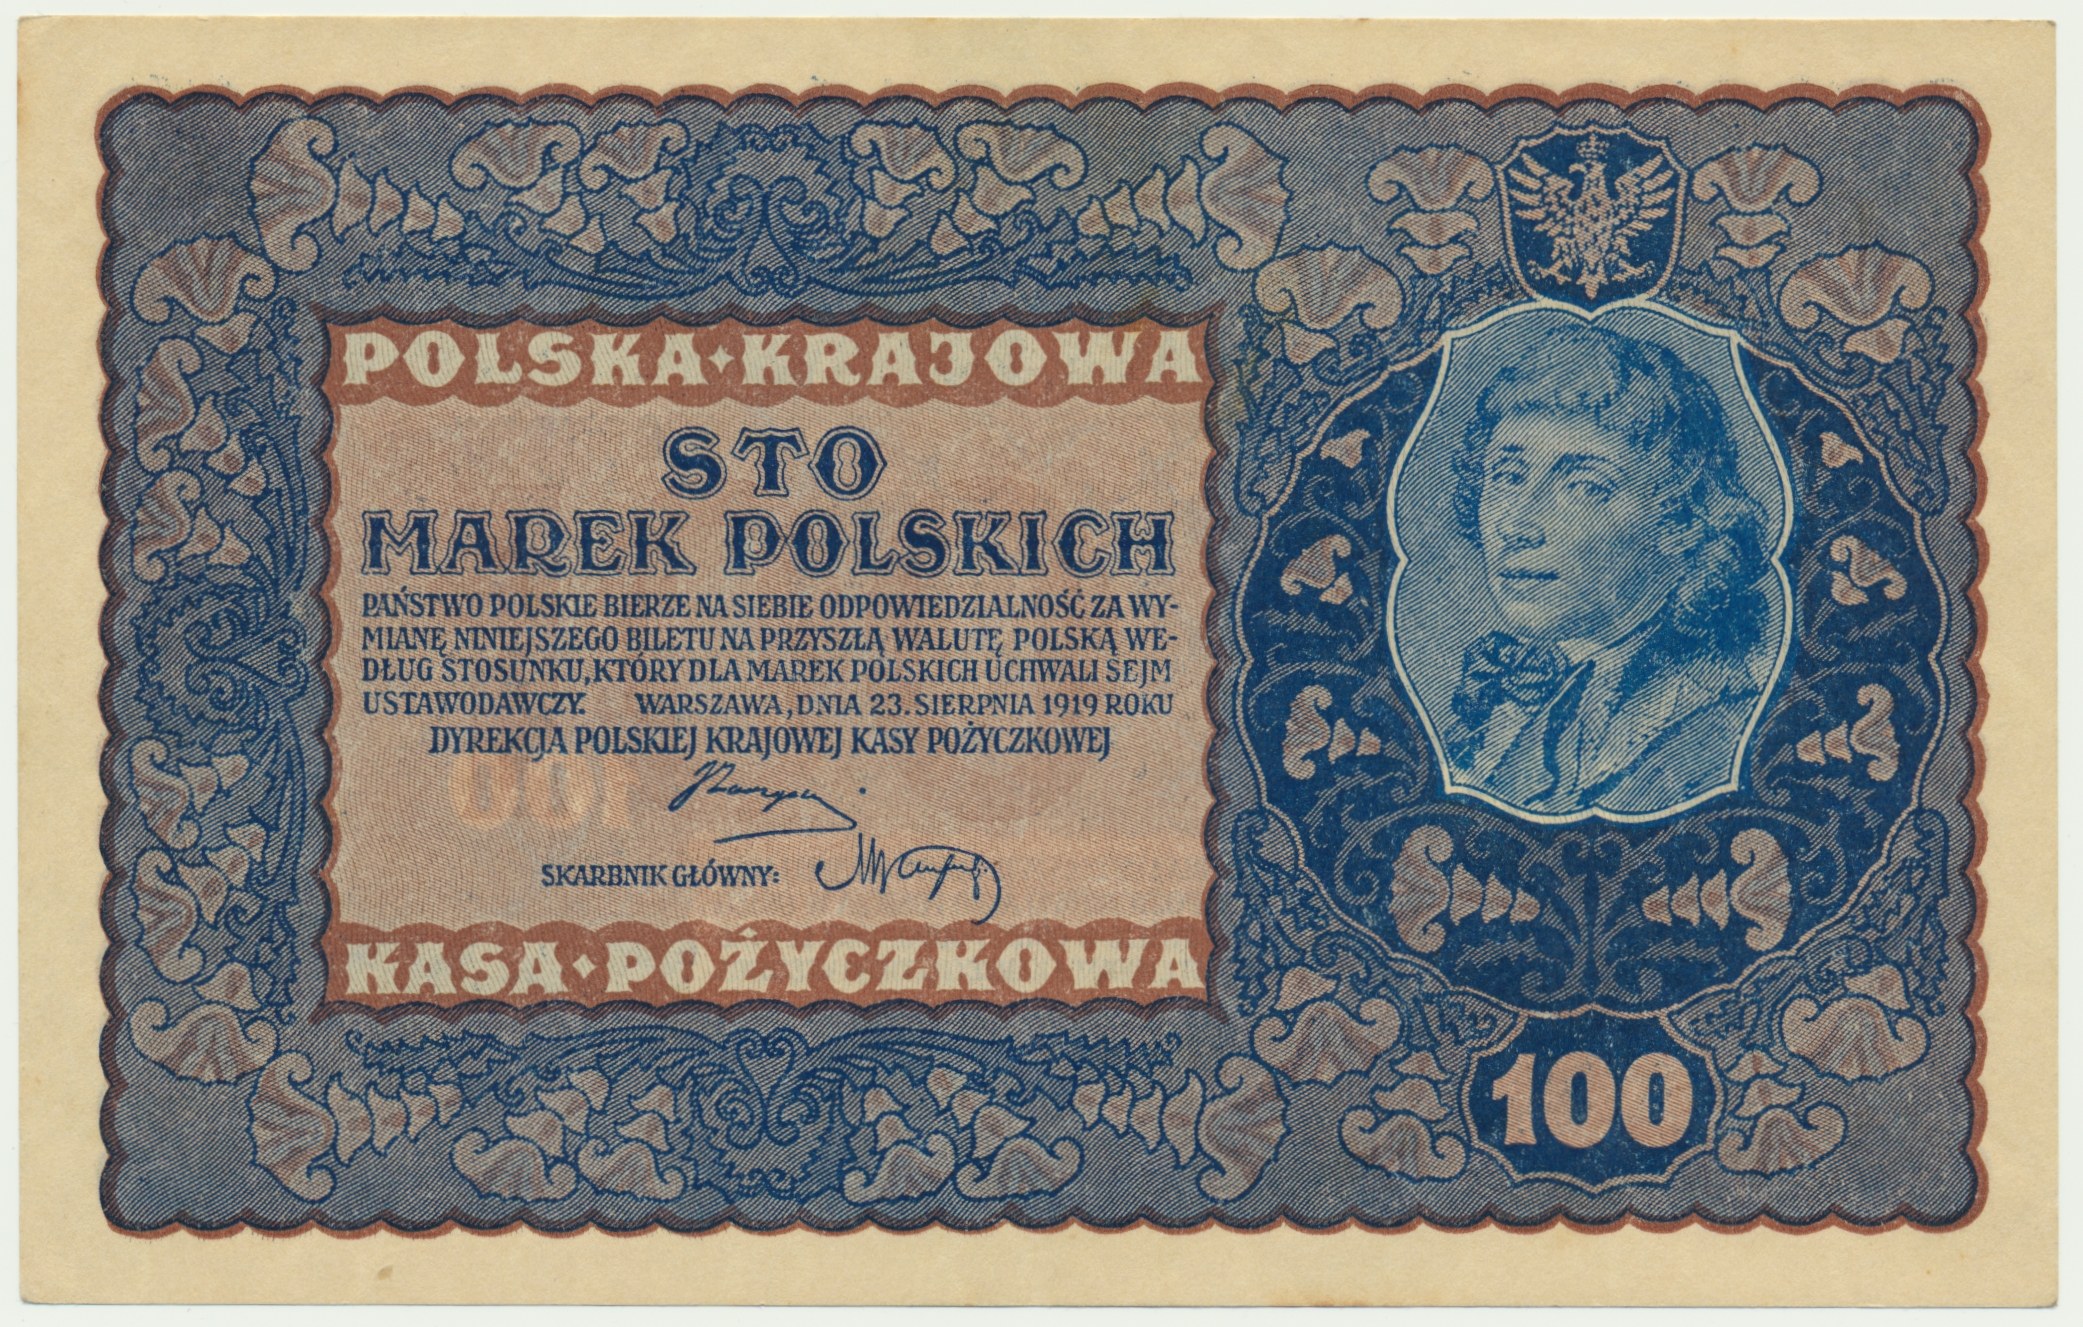 POLSKA KRAJOWA
STO
MAREK POLSKICH
PAŃSTWO POLSKIE BIERZE NA SIEBIE ODPOWIEDZIALNOŚĆ ZA WY-
MIANĘ NINIEJSZEGO BILETU NA PRZYSZŁĄ WALUTĘ POLSKĄ WE-
DŁUG STOSUNKU, KTÓRY DLA MAREK POLSKICH UCHWALI SEJM
USTAWODAWCZY. WARSZAWA, DNIA 23. SIERPNIA 1919 ROKU
DYREKCJA POLSKIEJ KRAJOWEJ KASY POŻYCZKOWEJ
SKARBNIK GŁÓWNY:
KASA POŻYCZKOWA
100